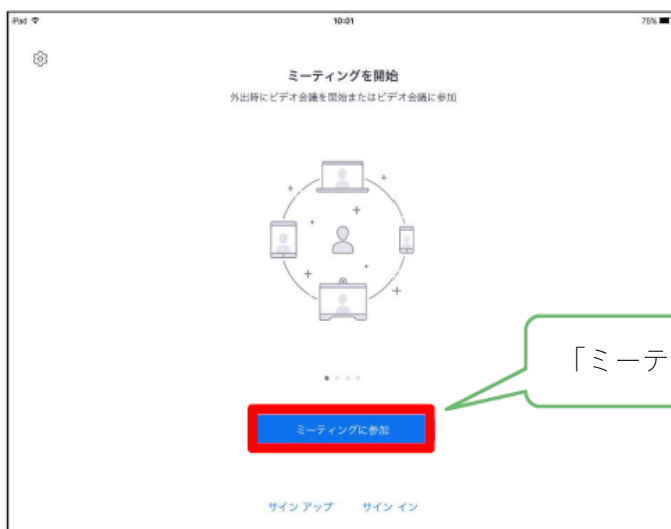 iPad 10:01 75%
ミーティングを開始
外出時にビデオ会議を開始またはビデオ会議に参加
「ミーテ
ミーティングに参加
サイン アップ サイン イン